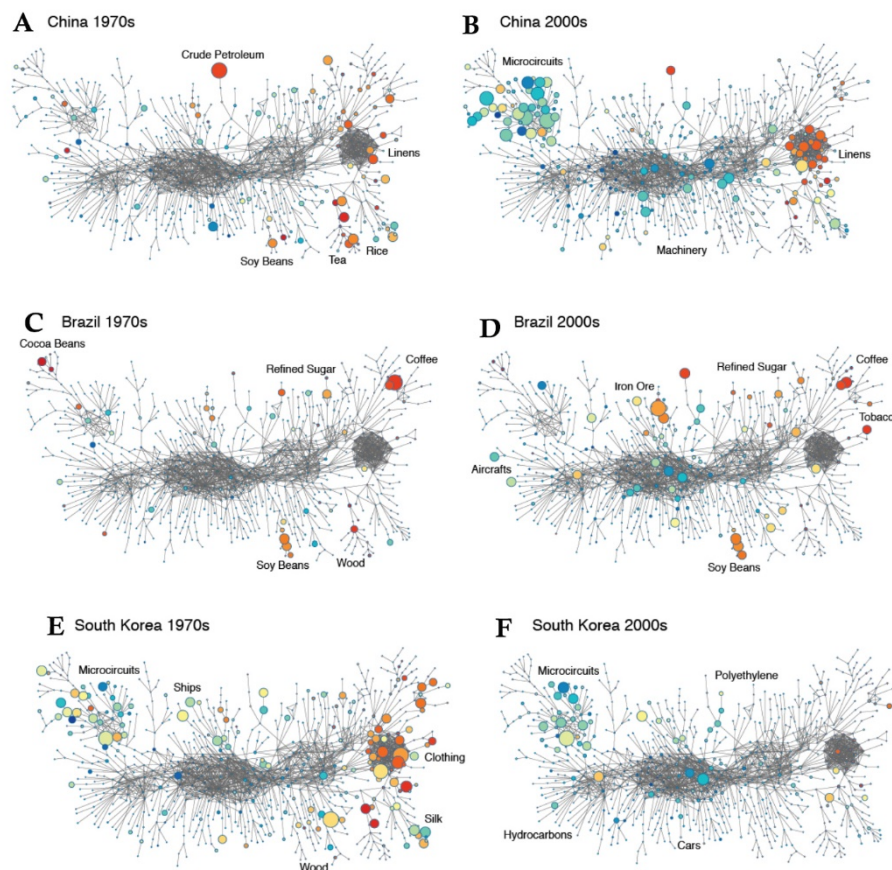 A China 1970s
Crude Petroleum
Linens
Soy Beans
Tea
Rice
B China 2000s
Microcircuits
Linens
Machinery
C Brazil 1970s
Cocoa Beans
Refined Sugar
Coffee
Soy Beans
Wood
D Brazil 2000s
Iron Ore
Refined Sugar
Coffee
Tobacc
Aircrafts
Soy Beans
E South Korea 1970s
Microcircuits
Ships
Clothing
Silk
Wood
F South Korea 2000s
Microcircuits
Polyethylene
Hydrocarbons
Cars